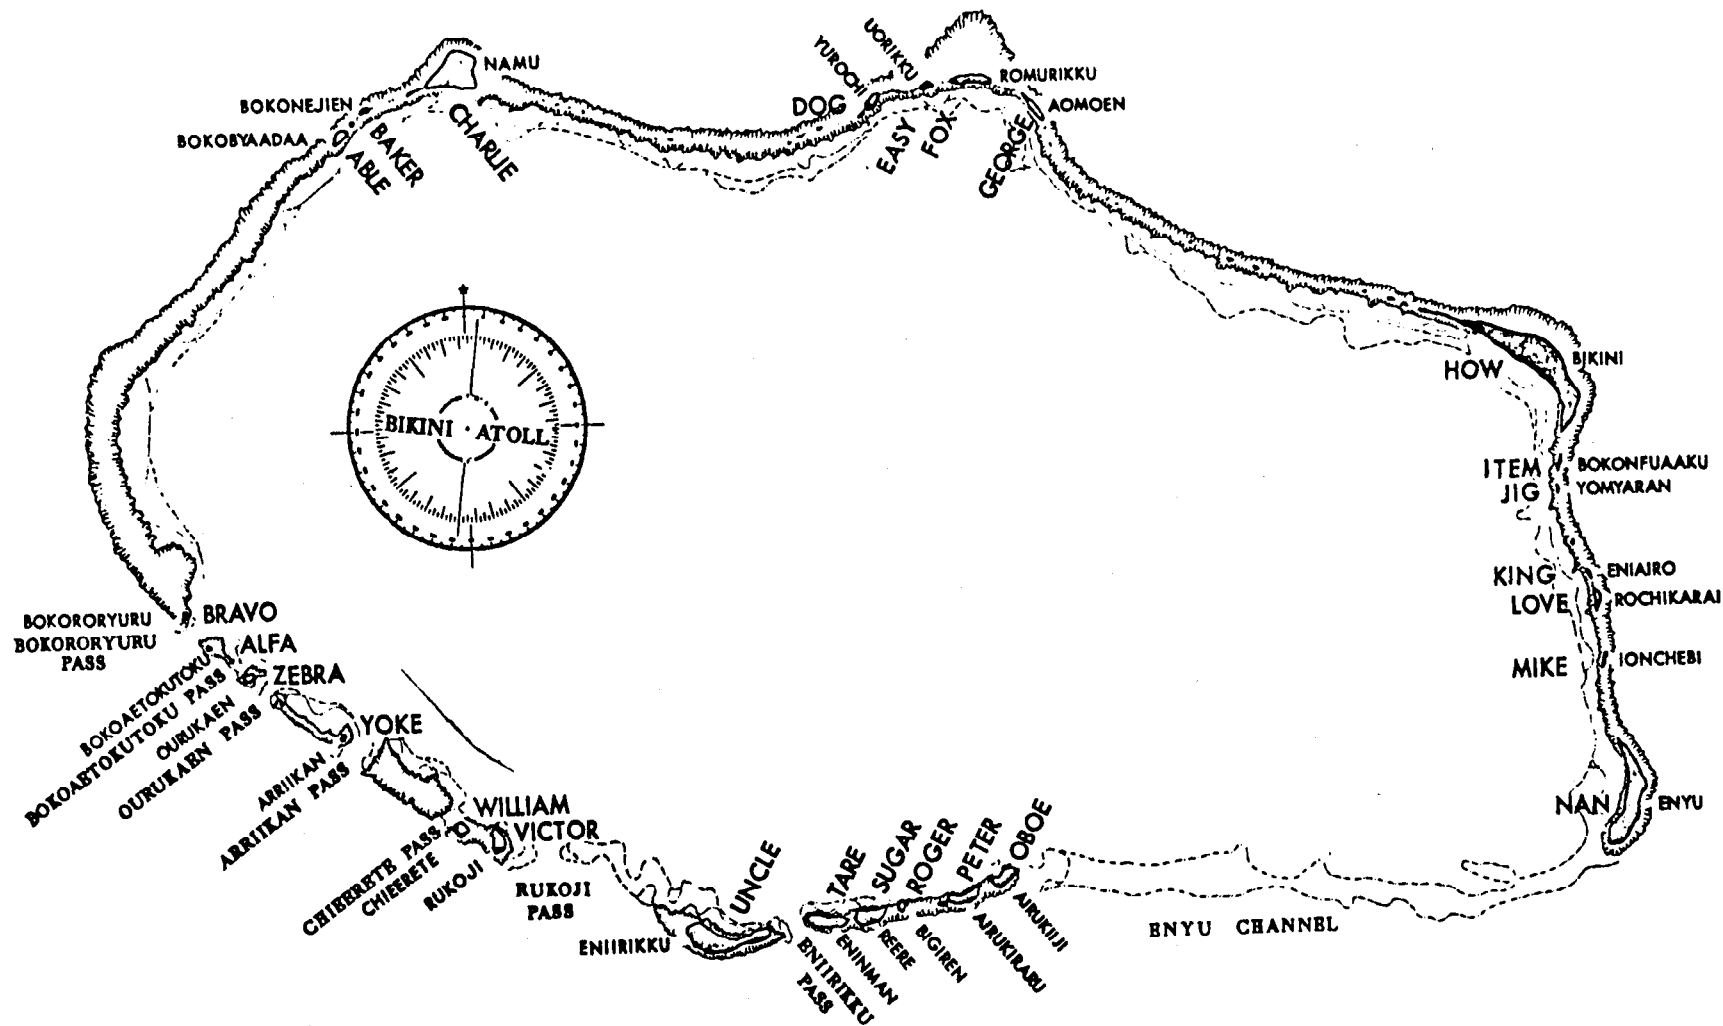 NAMU
BOKONEJIEN
BOKOBYAADAA
ABLE
BAKER
CHARLIE
DOG
YUROCHI
UORIKKU
EASY
FOX
ROMURIKKU
AOMOEN
GEORGE
HOW
BIKINI
BIKINI · ATOLL
ITEM
BOKONFUAAKU
JIG
YOMYARAN
KING
ENIAIRO
LOVE
ROCHIKARAI
MIKE
IONCHEBI
NAN
ENYU
BOKORORYURU
BOKORORYURU
PASS
BRAVO
ALFA
ZEBRA
BOKOAETOKUTOKU
BOKOAETOKUTOKU PASS
OURUKAEN
OURUKAEN PASS
YOKE
ARRIIKAN
ARRIIKAN PASS
WILLIAM
VICTOR
CHIEERETE PASS
CHIEERETE
RUKOJI
RUKOJI
PASS
UNCLE
ENIIRIKKU
TARE
SUGAR
ROGER
PETER
OBOE
ENIIRIKKU
PASS
ENINMAN
REERE
BIGIREN
AIRUKIRARU
AIRUKIIJI
ENYU CHANNEL